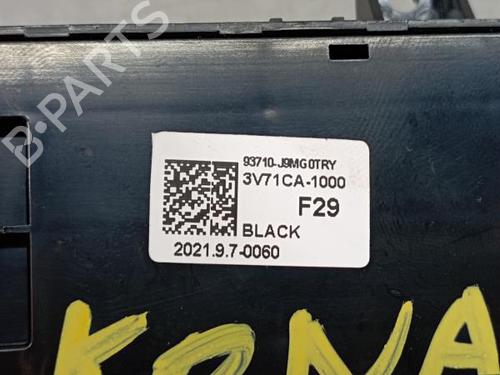 B-PARTS
93710-J9MG0TRY
3V71CA-1000
F29
BLACK
2021.9.7-0060
KONA